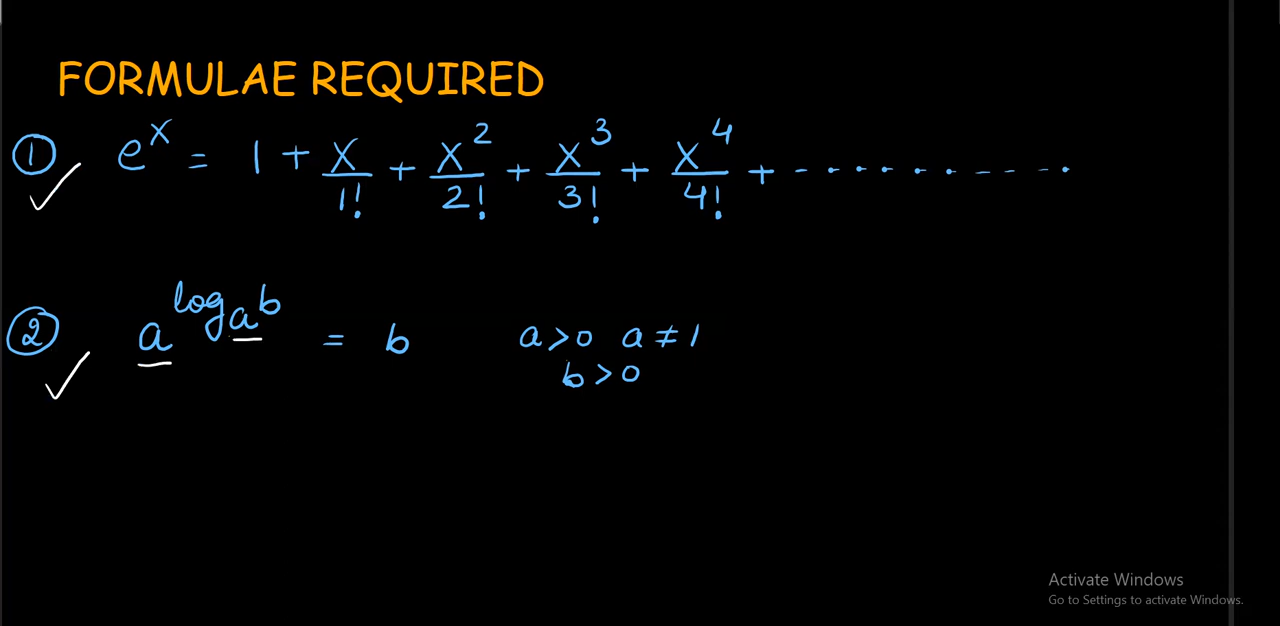 FORMULAE REQUIRED
① e^x = 1 + x/1! + x^2/2! + x^3/3! + x^4/4! + ...........
② a^(log_a b) = b a>0 a≠1
b>0
Activate Windows
Go to Settings to activate Windows.